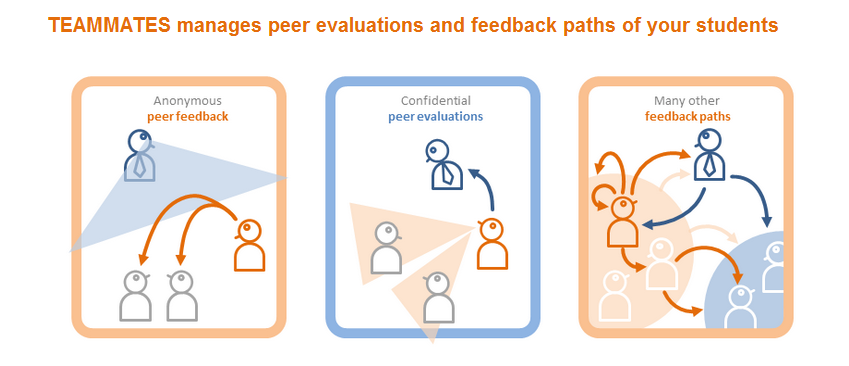 TEAMMATES manages peer evaluations and feedback paths of your students
Anonymous
peer feedback
Confidential
peer evaluations
Many other
feedback paths